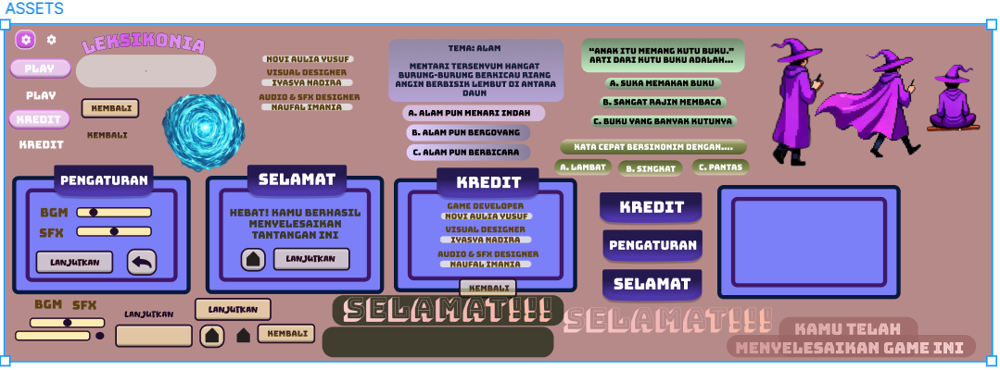 ASSETS
LEKSIKONIA
PLAY
PLAY
KREDIT
KREDIT
KEMBALI
KEMBALI
NOVI AULIA YUSUF
VISUAL DESIGNER
IYASYA NADIRA
AUDIO & SFX DESIGNER
NAUFAL IMANIA
TEMA: ALAM
MENTARI TERSENYUM HANGAT
BURUNG-BURUNG BERKICAU RIANG
ANGIN BERBISIK LEMBUT DI ANTARA
DAUN
A. ALAM PUN MENARI INDAH
B. ALAM PUN BERGOYANG
C. ALAM PUN BERBICARA
"ANAK ITU MEMANG KUTU BUKU."
ARTI DARI KUTU BUKU ADALAH...
A. SUKA MEMAKAN BUKU
B. SANGAT RAJIN MEMBACA
C. BUKU YANG BANYAK KUTUNYA
KATA CEPAT BERSINONIM DENGAN....
A. LAMBAT
B. SINGKAT
C. PANTAS
PENGATURAN
BGM
SFX
LANJUTKAN
SELAMAT
HEBAT! KAMU BERHASIL
MENYELESAIKAN
TANTANGAN INI
LANJUTKAN
KREDIT
GAME DEVELOPER
NOVI AULIA YUSUF
VISUAL DESIGNER
IYASYA NADIRA
AUDIO & SFX DESIGNER
NAUFAL IMANIA
KEMBALI
KREDIT
PENGATURAN
SELAMAT
BGM SFX
LANJUTKAN
LANJUTKAN
KEMBALI
SELAMAT!!!
SELAMAT!!!
KAMU TELAH
MENYELESAIKAN GAME INI